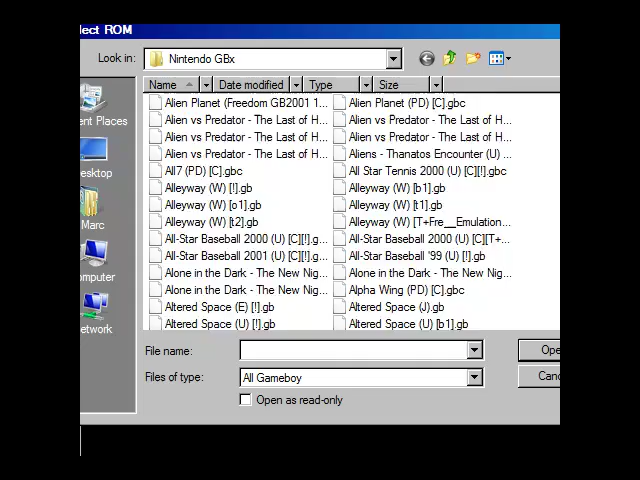 lect ROM
Look in: Nintendo GBx
Name Date modified Type Size
Alien Planet (Freedom GB2001 1... Alien Planet (PD) [C].gbc
Alien vs Predator - The Last of H... Alien vs Predator - The Last of H...
Alien vs Predator - The Last of H... Alien vs Predator - The Last of H...
Alien vs Predator - The Last of H... Aliens - Thanatos Encounter (U) ...
All7 (PD) [C].gbc All Star Tennis 2000 (U) [C][!].gbc
Alleyway (W) [!].gb Alleyway (W) [b1].gb
Alleyway (W) [o1].gb Alleyway (W) [t1].gb
Alleyway (W) [t2].gb Alleyway (W) [T+Fre__Emulation...
All-Star Baseball 2000 (U) [C][!].g... All-Star Baseball 2000 (U) [C][T+...
All-Star Baseball 2001 (U) [C][!].g... All-Star Baseball '99 (U) [!].gb
Alone in the Dark - The New Nig... Alone in the Dark - The New Nig...
Alone in the Dark - The New Nig... Alpha Wing (PD) [C].gbc
Altered Space (E) [!].gb Altered Space (J).gb
Altered Space (U) [!].gb Altered Space (U) [b1].gb
ent Places
esktop
Marc
omputer
etwork
File name: Ope
Files of type: All Gameboy Canc
Open as read-only